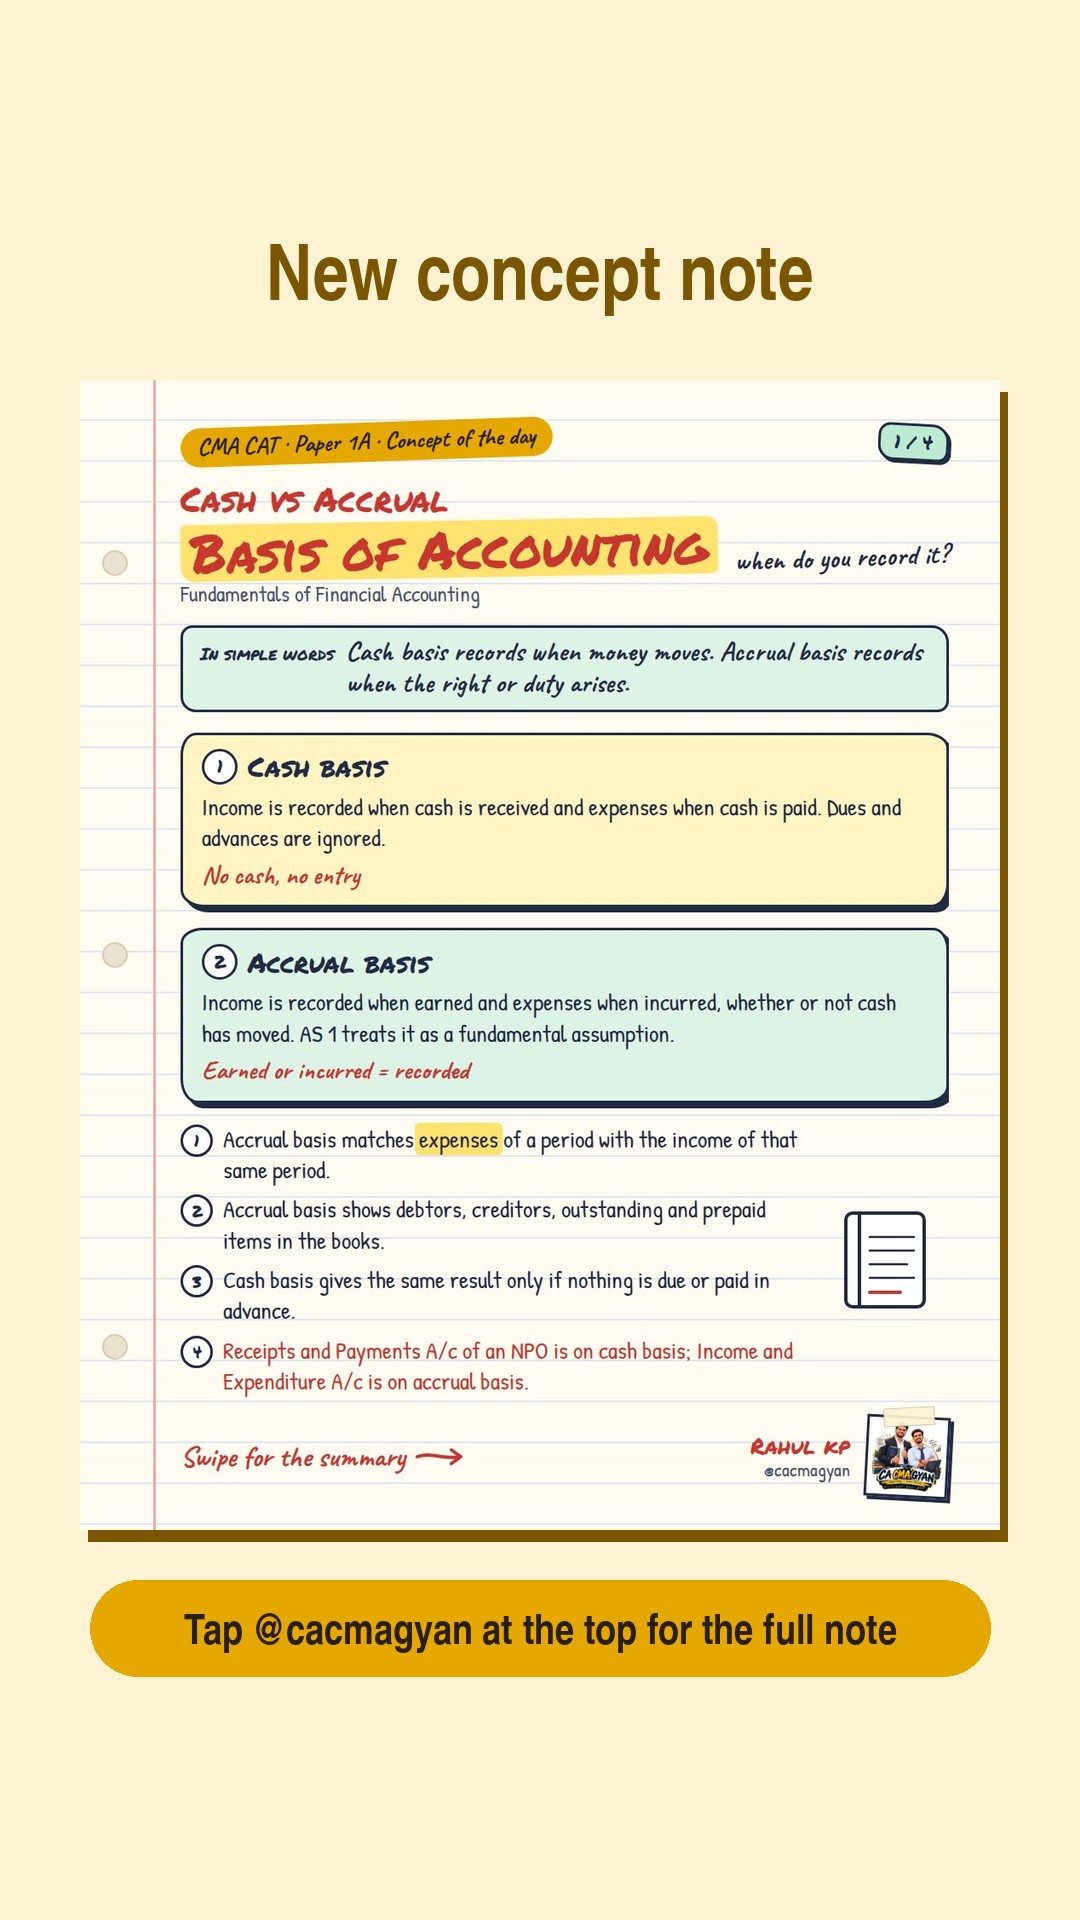 New concept note
CMA CAT · Paper 1A · Concept of the day
1 / 4
Cash vs Accrual
Basis of Accounting
when do you record it?
Fundamentals of Financial Accounting
In simple words
Cash basis records when money moves. Accrual basis records
when the right or duty arises.
1 Cash basis
Income is recorded when cash is received and expenses when cash is paid. Dues and
advances are ignored.
No cash, no entry
2 Accrual basis
Income is recorded when earned and expenses when incurred, whether or not cash
has moved. AS 1 treats it as a fundamental assumption.
Earned or incurred = recorded
1 Accrual basis matches expenses of a period with the income of that
same period.
2 Accrual basis shows debtors, creditors, outstanding and prepaid
items in the books.
3 Cash basis gives the same result only if nothing is due or paid in
advance.
4 Receipts and Payments A/c of an NPO is on cash basis; Income and
Expenditure A/c is on accrual basis.
Swipe for the summary
Rahul KP
@cacmagyan
CA CMA GYAN
Tap @cacmagyan at the top for the full note